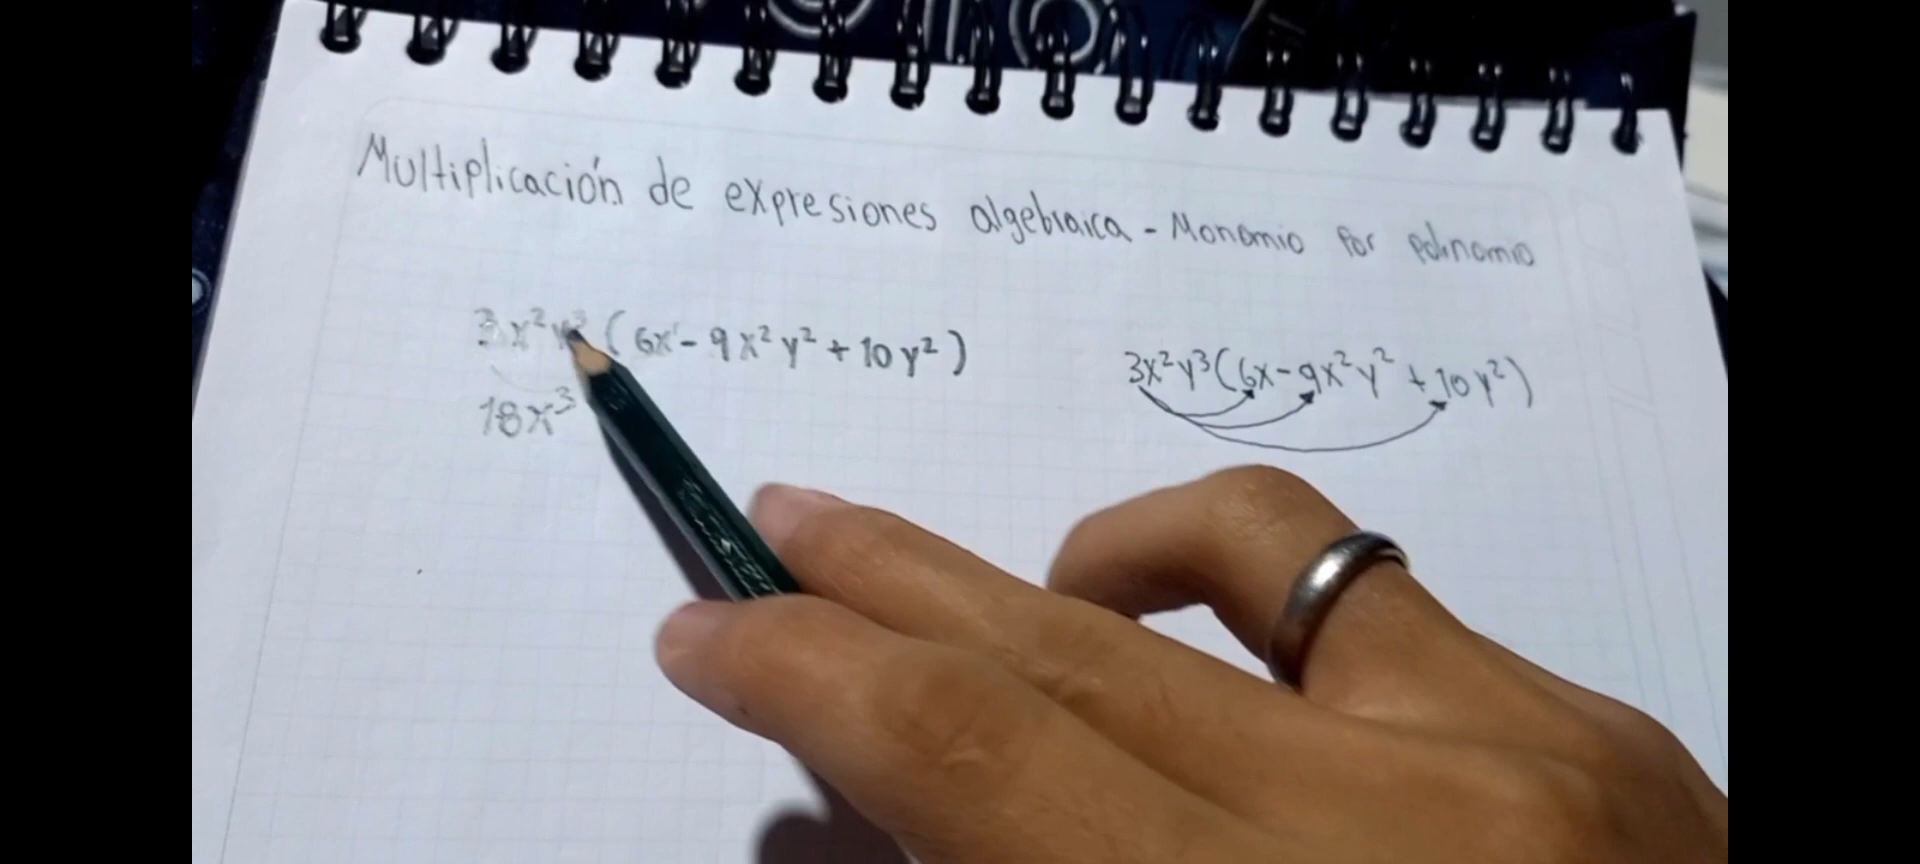 Multiplicación de expresiones algebraica - Monomio por polinomio
3x²y³(6x¹ - 9x²y² + 10y²)
3x²y³(6x - 9x²y² + 10y²)
18x³